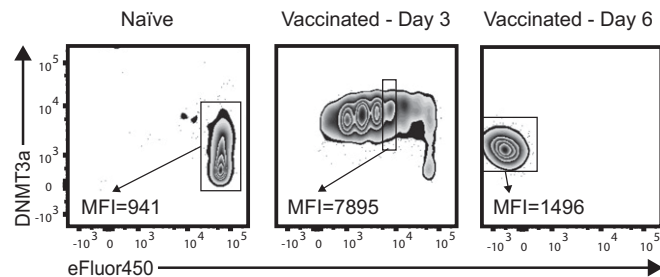 Naïve
Vaccinated - Day 3
Vaccinated - Day 6
DNMT3a
10^5
10^4
10^3
0
-10^3
MFI=941
MFI=7895
MFI=1496
-10^3 0 10^3 10^4 10^5
-10^3 0 10^3 10^4 10^5
-10^3 0 10^3 10^4 10^5
eFluor450